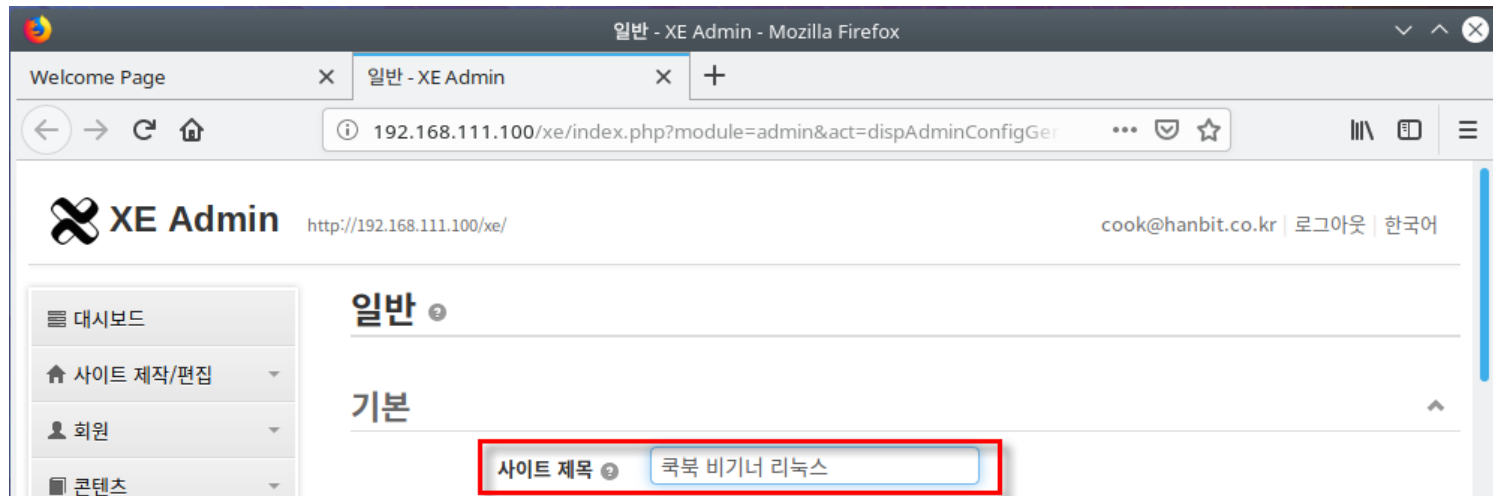 일반 - XE Admin - Mozilla Firefox
Welcome Page
일반 - XE Admin
192.168.111.100/xe/index.php?module=admin&act=dispAdminConfigGer
XE Admin http://192.168.111.100/xe/ cook@hanbit.co.kr | 로그아웃 | 한국어
대시보드
사이트 제작/편집
회원
콘텐츠
일반
기본
사이트 제목 쿡북 비기너 리눅스